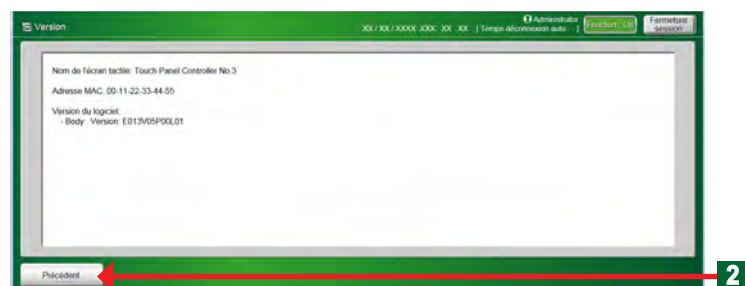 Version
XX / XX / XXXX XXX XX XX | Temps déconnexion auto - ]
Administrator
Fonction : On
Fermeture session
Nom de l'écran tactile: Touch Panel Controller No.3
Adresse MAC: 00-11-22-33-44-55
Version du logiciel:
- Body: Version: E013V05P00L01
Précédent
2